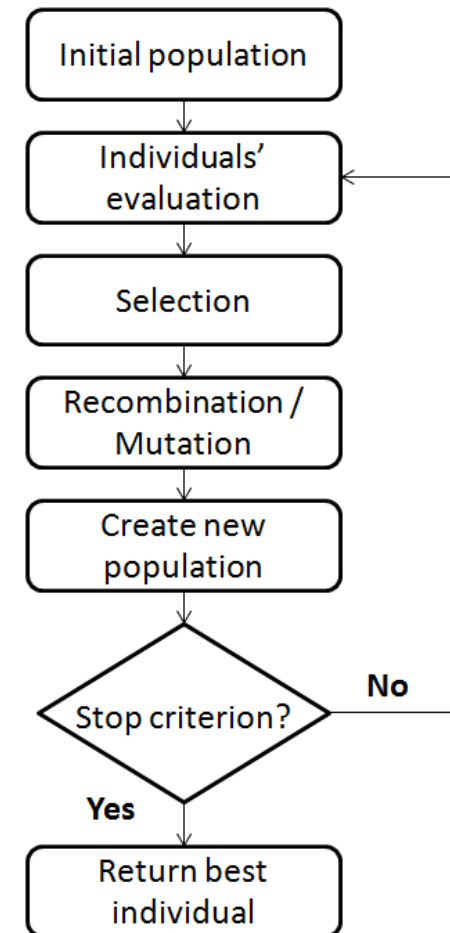 Initial population
Individuals’
evaluation
Selection
Recombination /
Mutation
Create new
population
Stop criterion?
No
Yes
Return best
individual